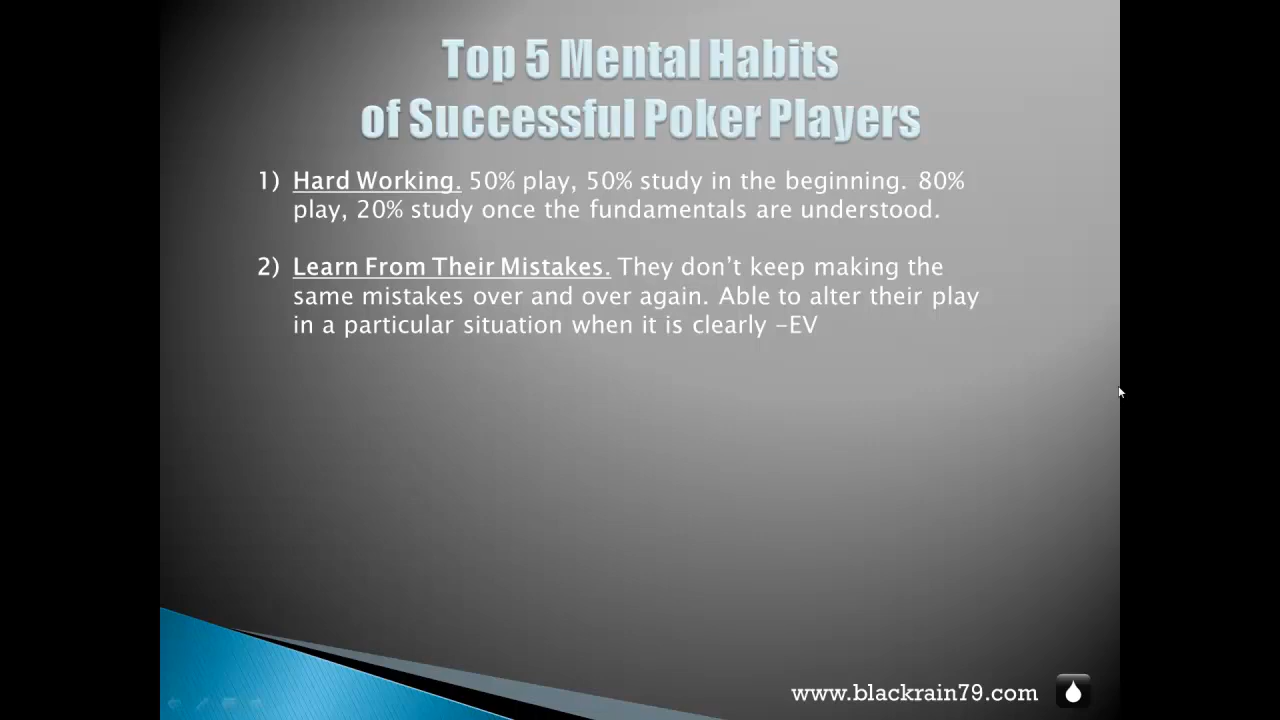 Top 5 Mental Habits
of Successful Poker Players
1) Hard Working. 50% play, 50% study in the beginning. 80%
play, 20% study once the fundamentals are understood.
2) Learn From Their Mistakes. They don’t keep making the
same mistakes over and over again. Able to alter their play
in a particular situation when it is clearly –EV
www.blackrain79.com